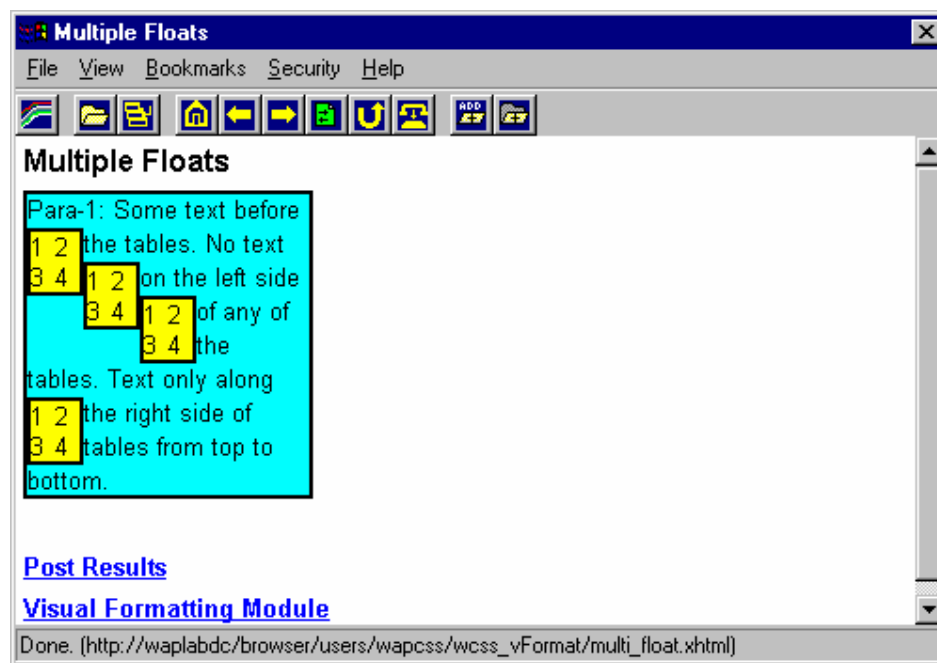 Multiple Floats
File View Bookmarks Security Help
ADD
Multiple Floats
Para-1: Some text before
1 2 the tables. No text
3 4 1 2 on the left side
3 4 1 2 of any of
3 4 the
tables. Text only along
1 2 the right side of
3 4 tables from top to
bottom.
Post Results
Visual Formatting Module
Done. (http://waplabdc/browser/users/wapcss/wcss_vFormat/multi_float.xhtml)